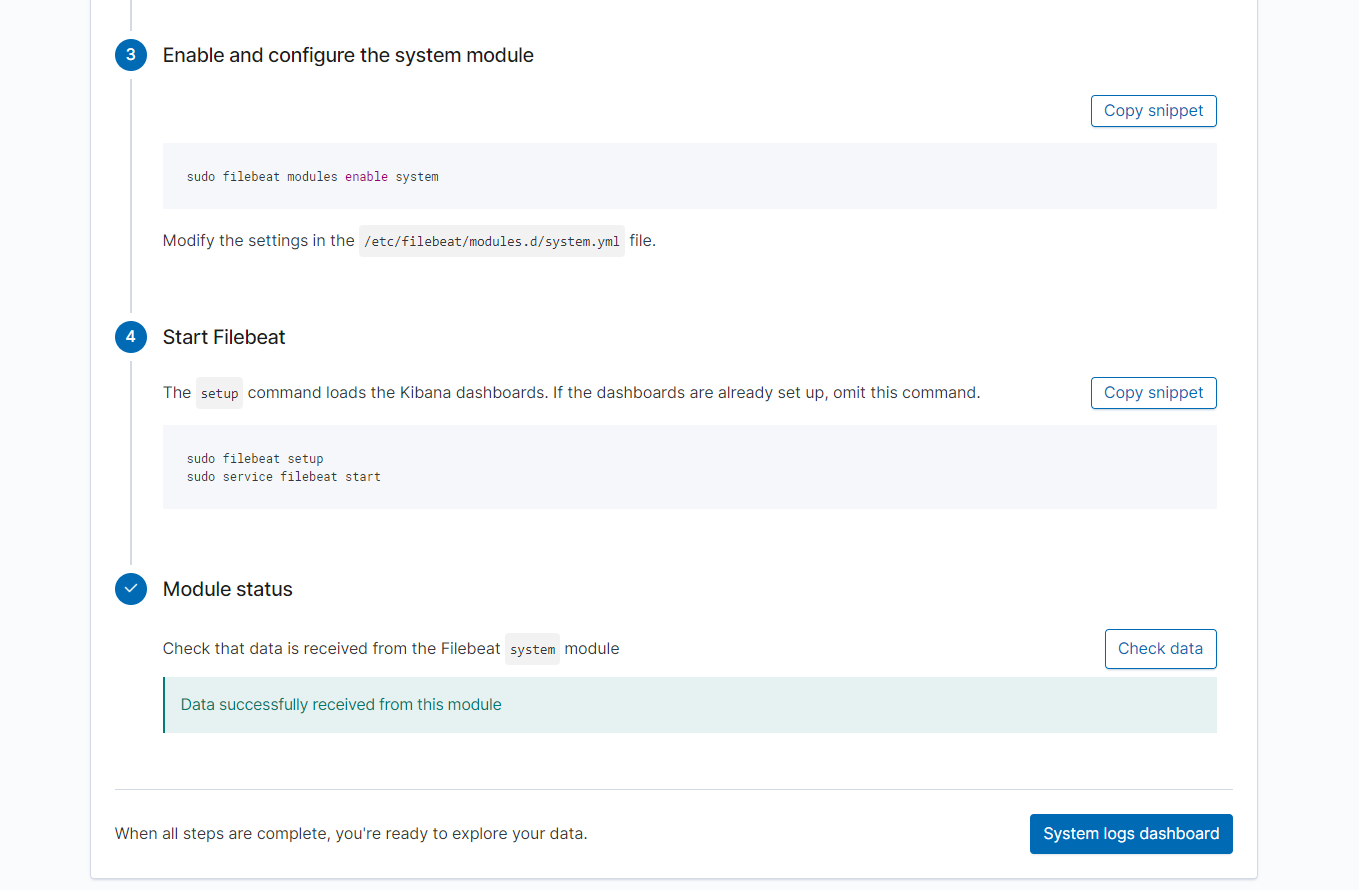 3 Enable and configure the system module
Copy snippet
sudo filebeat modules enable system
Modify the settings in the /etc/filebeat/modules.d/system.yml file.
4 Start Filebeat
The setup command loads the Kibana dashboards. If the dashboards are already set up, omit this command.
Copy snippet
sudo filebeat setup
sudo service filebeat start
Module status
Check that data is received from the Filebeat system module
Check data
Data successfully received from this module
When all steps are complete, you're ready to explore your data.
System logs dashboard